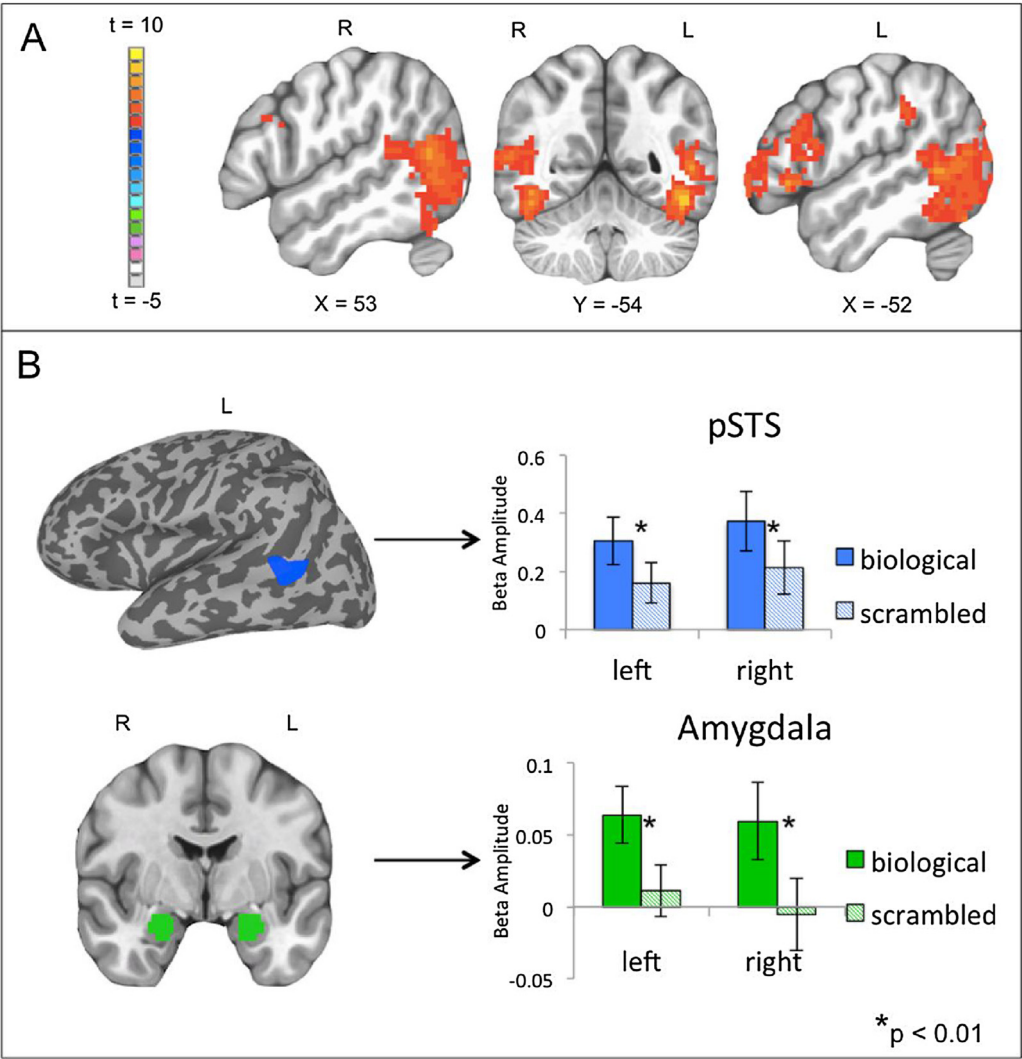 A
t = 10
R
R
L
L
t = -5
X = 53
Y = -54
X = -52
B
L
pSTS
Beta Amplitude
0.6
0.4
0.2
0
*
*
left
right
biological
scrambled
R
L
Amygdala
Beta Amplitude
0.1
0.05
0
-0.05
*
*
left
right
biological
scrambled
*p < 0.01